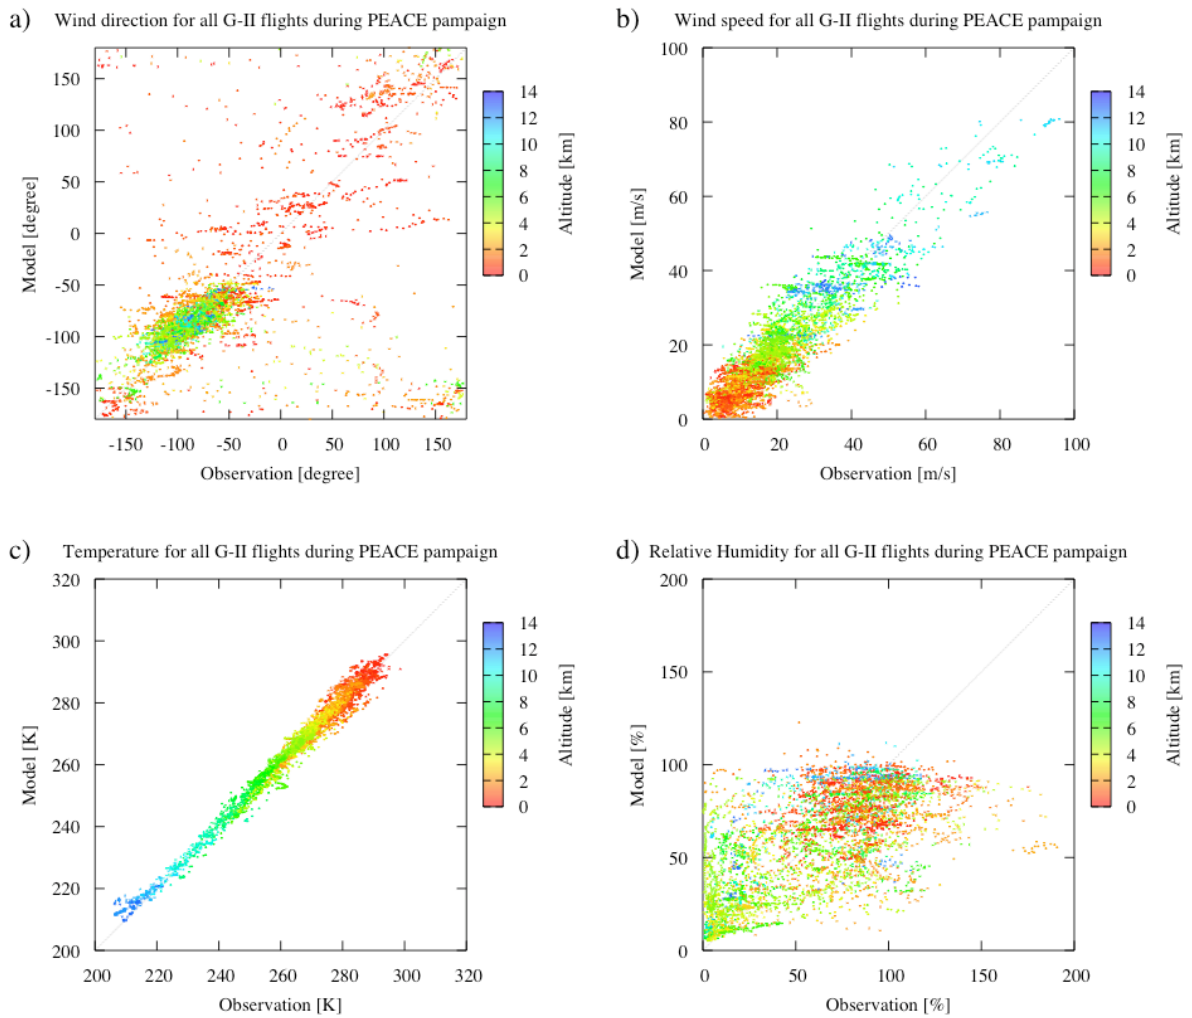 a) Wind direction for all G-II flights during PEACE pampaign
150
100
50
0
-50
-100
-150
Model [degree]
-150 -100 -50 0 50 100 150
Observation [degree]
14
12
10
8
6
4
2
0
Altitude [km]
b) Wind speed for all G-II flights during PEACE pampaign
100
80
60
40
20
0
Model [m/s]
0 20 40 60 80 100
Observation [m/s]
14
12
10
8
6
4
2
0
Altitude [km]
c) Temperature for all G-II flights during PEACE pampaign
320
300
280
260
240
220
200
Model [K]
200 220 240 260 280 300 320
Observation [K]
14
12
10
8
6
4
2
0
Altitude [km]
d) Relative Humidity for all G-II flights during PEACE pampaign
200
150
100
50
0
Model [%]
0 50 100 150 200
Observation [%]
14
12
10
8
6
4
2
0
Altitude [km]